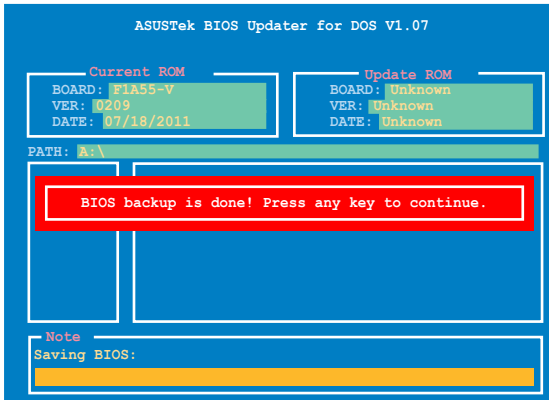 ASUSTek BIOS Updater for DOS V1.07
Current ROM
BOARD: F1A55-V
VER: 0209
DATE: 07/18/2011
Update ROM
BOARD: Unknown
VER: Unknown
DATE: Unknown
PATH: A:\
BIOS backup is done! Press any key to continue.
Note
Saving BIOS: